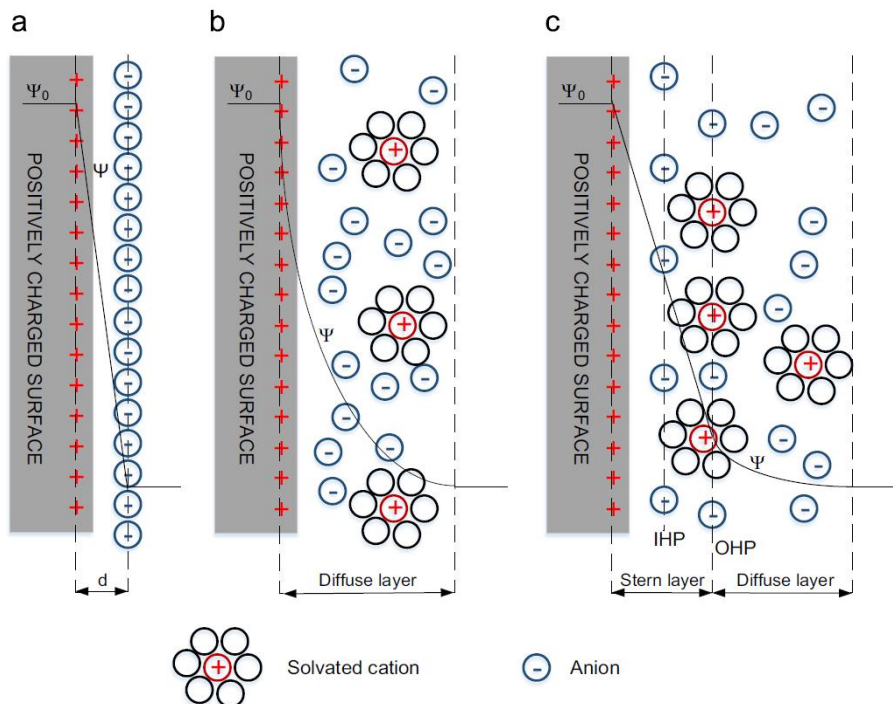 a
b
c
Ψ₀
Ψ₀
Ψ₀
Ψ
Ψ
Ψ
POSITIVELY CHARGED SURFACE
POSITIVELY CHARGED SURFACE
POSITIVELY CHARGED SURFACE
IHP
OHP
d
Diffuse layer
Stern layer
Diffuse layer
Solvated cation
Anion